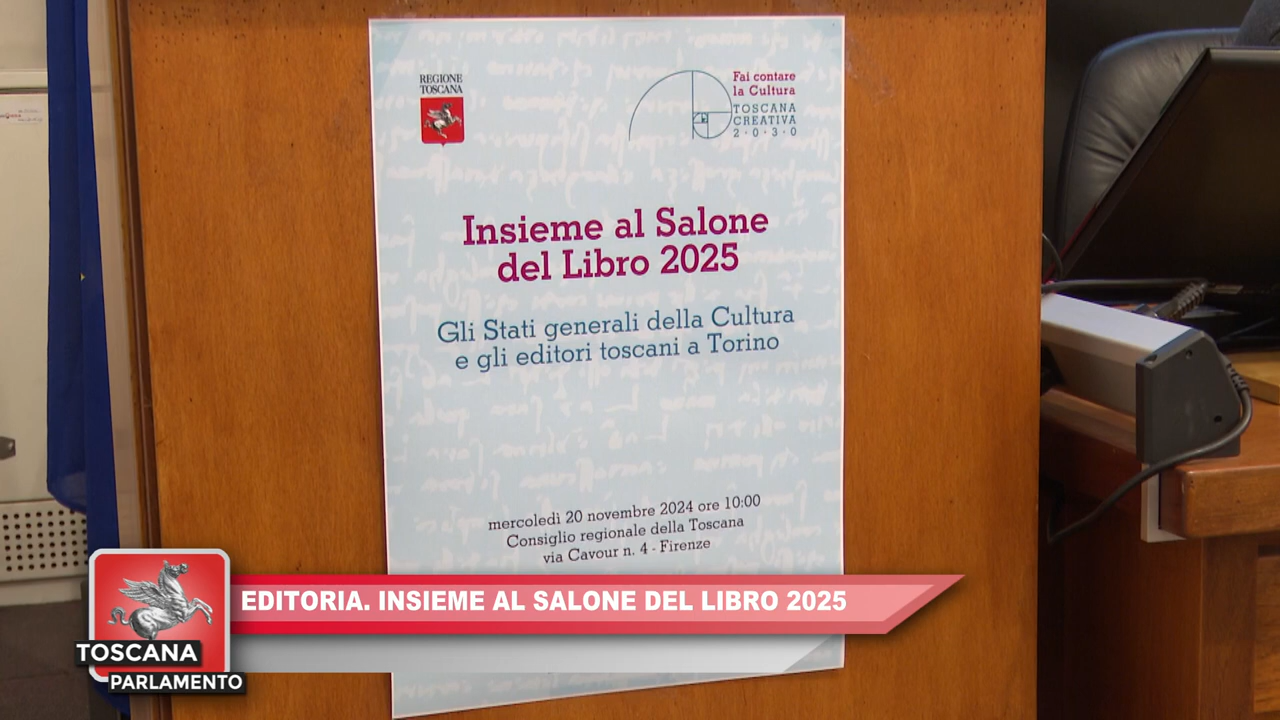 REGIONE
TOSCANA
Fai contare
la Cultura
TOSCANA
CREATIVA
2·0·3·0
Insieme al Salone
del Libro 2025
Gli Stati generali della Cultura
e gli editori toscani a Torino
mercoledì 20 novembre 2024 ore 10:00
Consiglio regionale della Toscana
via Cavour n. 4 - Firenze
EDITORIA. INSIEME AL SALONE DEL LIBRO 2025
TOSCANA
PARLAMENTO